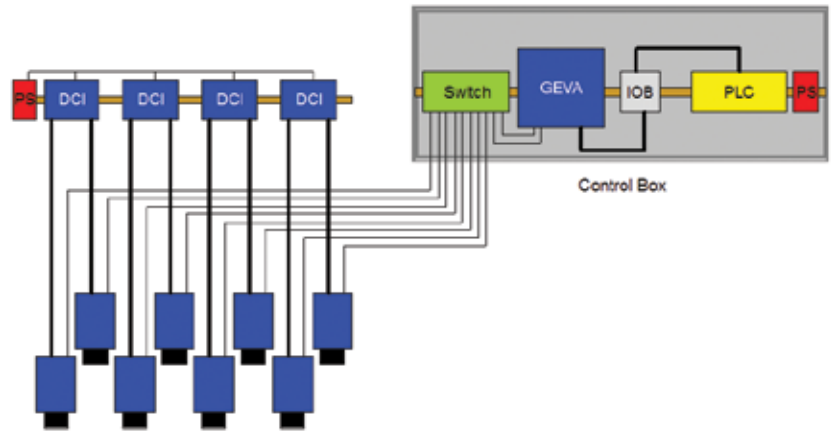 PS
DCI
DCI
DCI
DCI
Swtch
GEVA
IOB
PLC
PS
Control Box